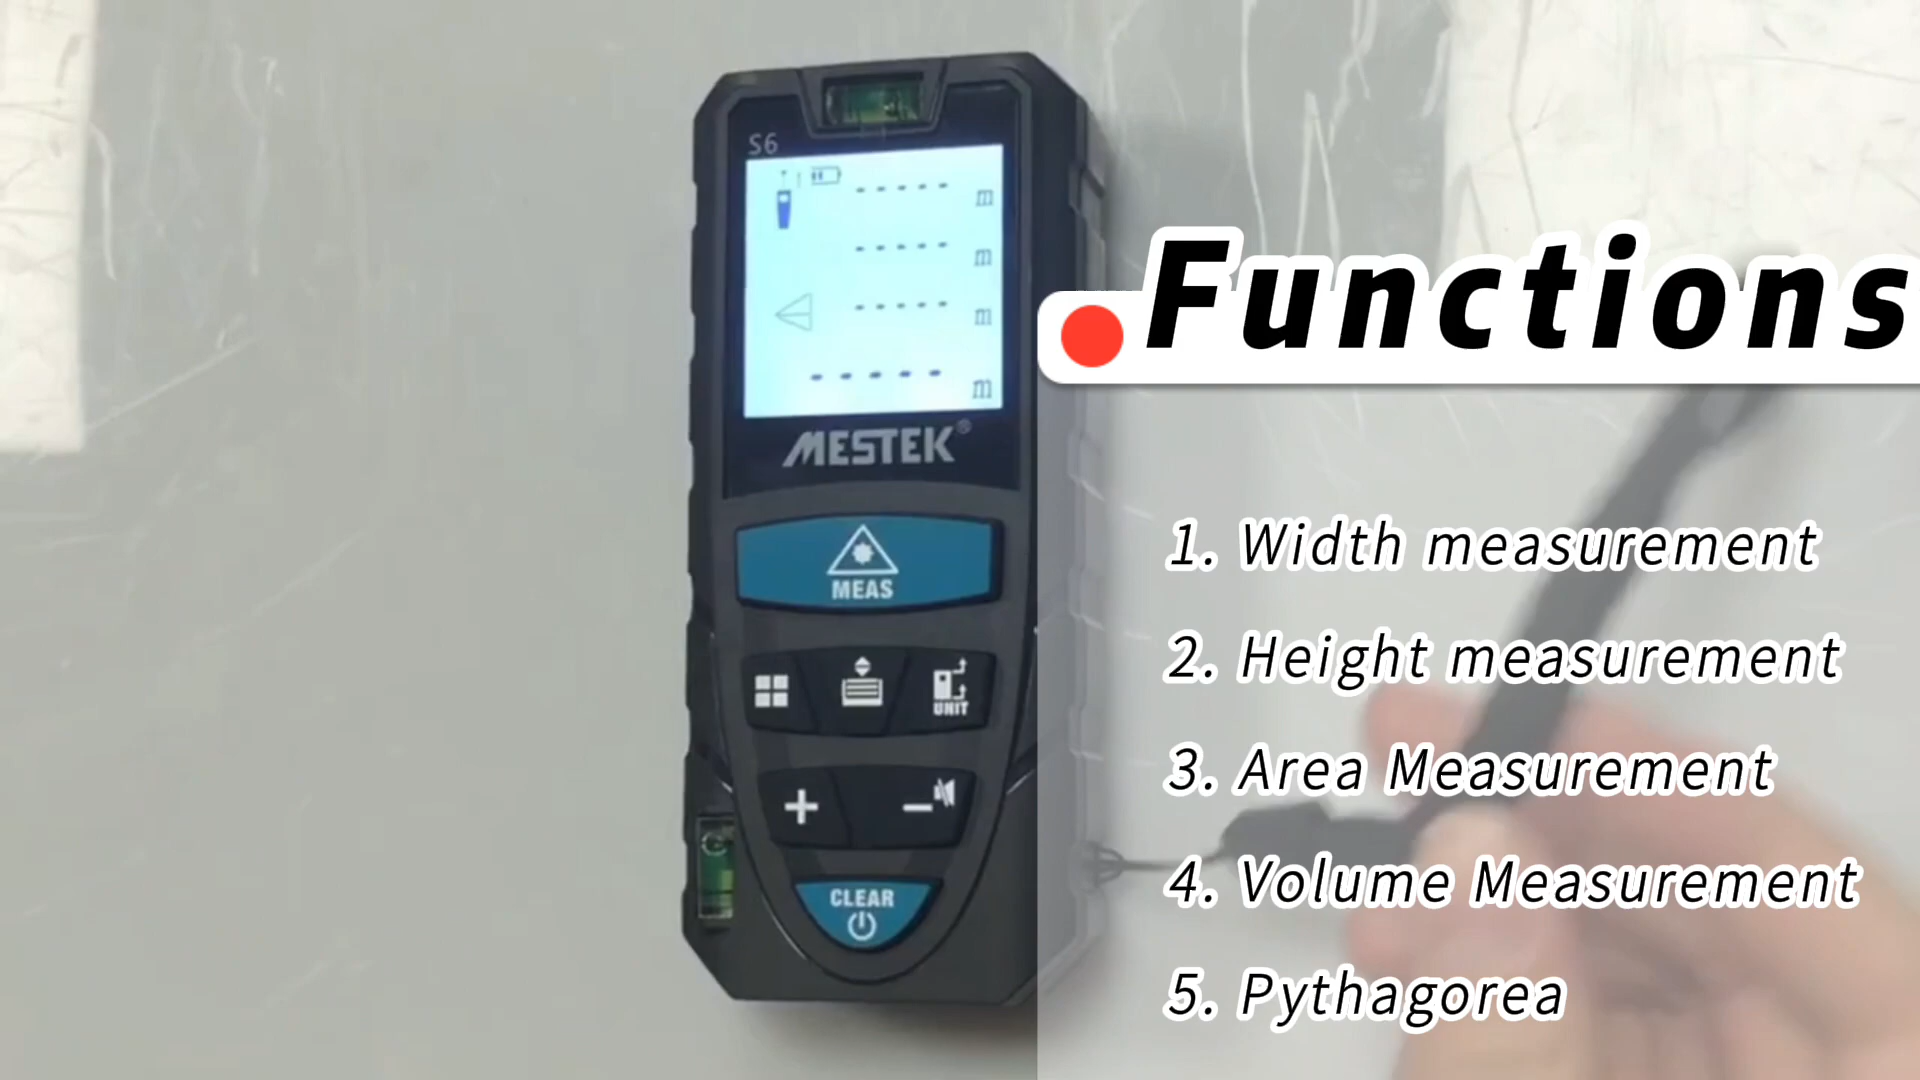 S6
m
m
m
m
MESTEK®
MEAS
UNIT
CLEAR
Functions
1. Width measurement
2. Height measurement
3. Area Measurement
4. Volume Measurement
5. Pythagorea